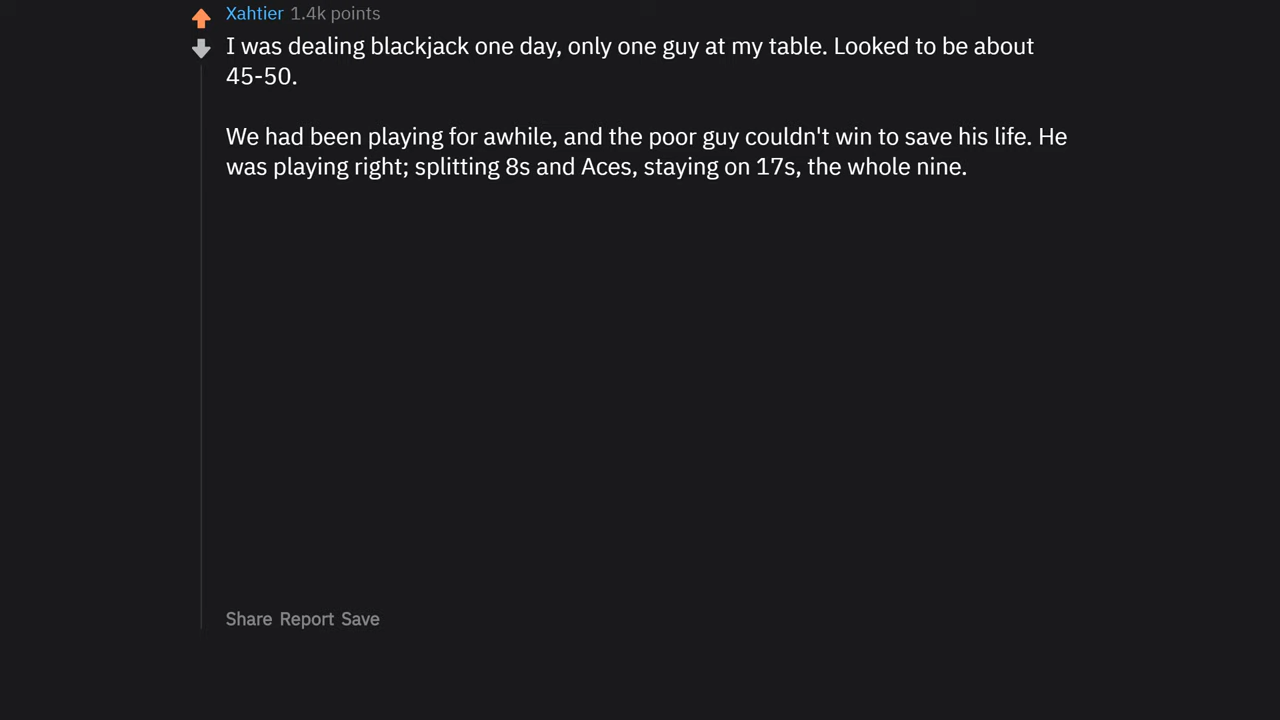 Xahtier 1.4k points
I was dealing blackjack one day, only one guy at my table. Looked to be about
45-50.
We had been playing for awhile, and the poor guy couldn't win to save his life. He
was playing right; splitting 8s and Aces, staying on 17s, the whole nine.
Share Report Save